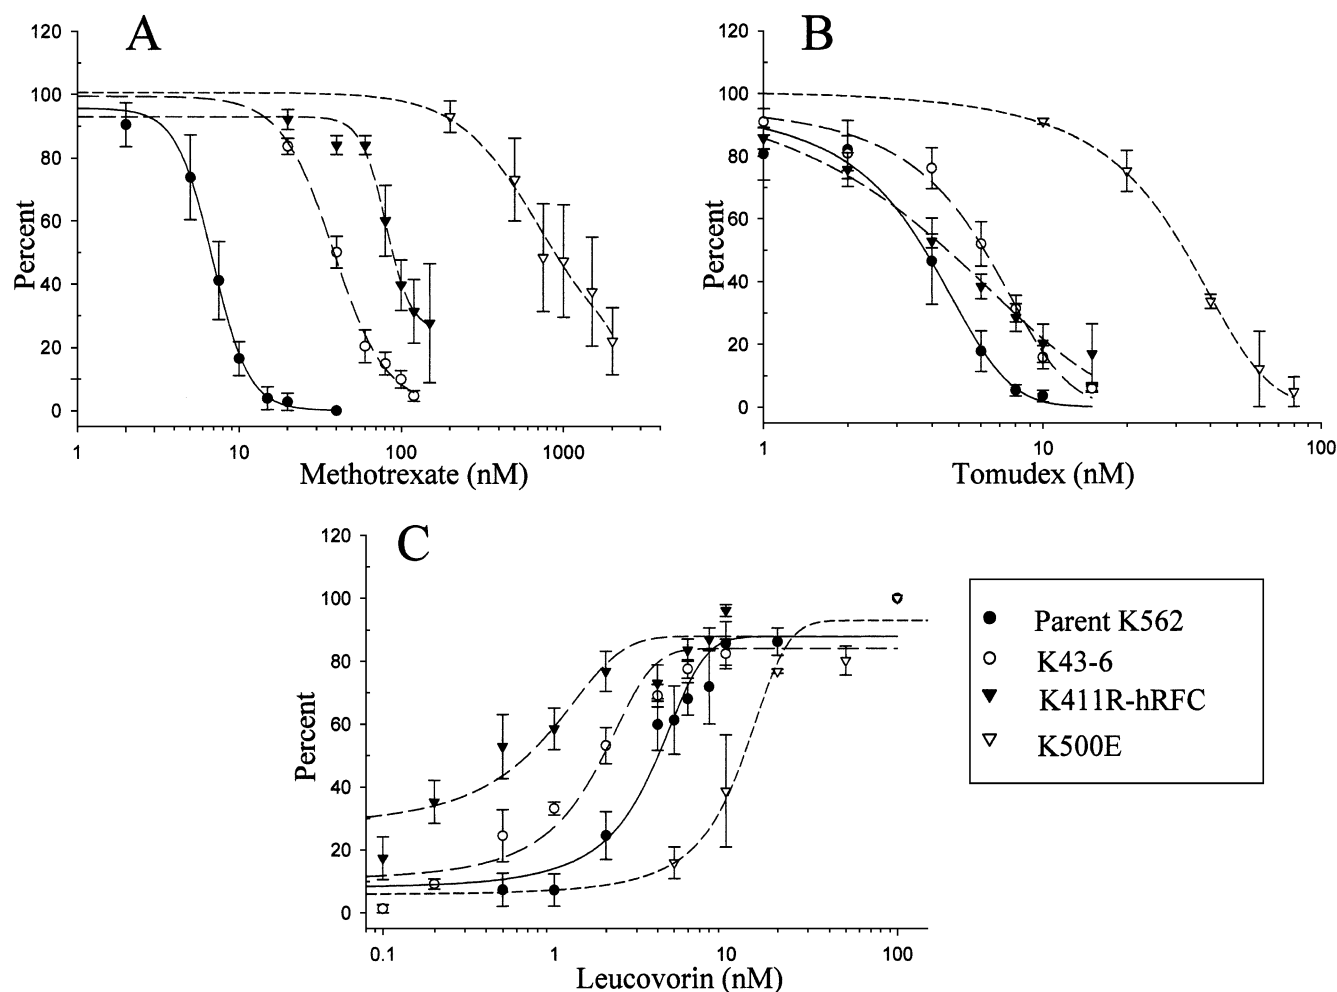 A
120
100
80
60
40
20
0
Percent
1
10
100
1000
Methotrexate (nM)
B
120
100
80
60
40
20
0
Percent
1
10
100
Tomudex (nM)
C
120
100
80
60
40
20
0
Percent
0.1
1
10
100
Leucovorin (nM)
Parent K562
K43-6
K411R-hRFC
K500E